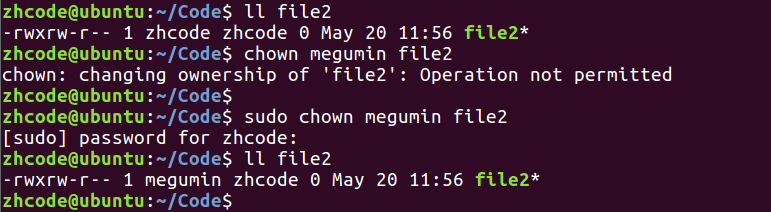 zhcode@ubuntu:~/Code$ ll file2
-rwxrw-r-- 1 zhcode zhcode 0 May 20 11:56 file2*
zhcode@ubuntu:~/Code$ chown megumin file2
chown: changing ownership of 'file2': Operation not permitted
zhcode@ubuntu:~/Code$
zhcode@ubuntu:~/Code$ sudo chown megumin file2
[sudo] password for zhcode:
zhcode@ubuntu:~/Code$ ll file2
-rwxrw-r-- 1 megumin zhcode 0 May 20 11:56 file2*
zhcode@ubuntu:~/Code$